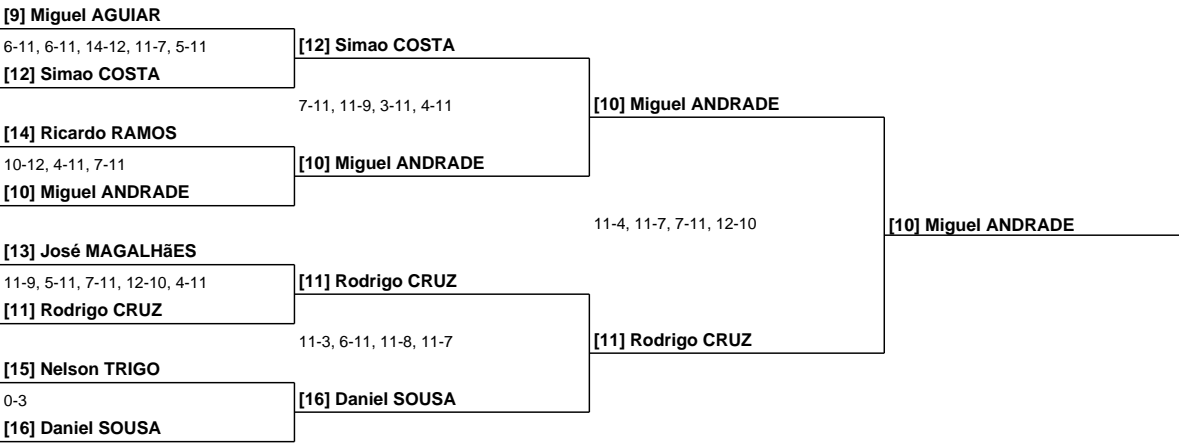 [9] Miguel AGUIAR
6-11, 6-11, 14-12, 11-7, 5-11
[12] Simao COSTA
[12] Simao COSTA
7-11, 11-9, 3-11, 4-11
[10] Miguel ANDRADE
[14] Ricardo RAMOS
10-12, 4-11, 7-11
[10] Miguel ANDRADE
[10] Miguel ANDRADE
11-4, 11-7, 7-11, 12-10
[10] Miguel ANDRADE
[13] José MAGALHãES
11-9, 5-11, 7-11, 12-10, 4-11
[11] Rodrigo CRUZ
[11] Rodrigo CRUZ
11-3, 6-11, 11-8, 11-7
[11] Rodrigo CRUZ
[15] Nelson TRIGO
0-3
[16] Daniel SOUSA
[16] Daniel SOUSA